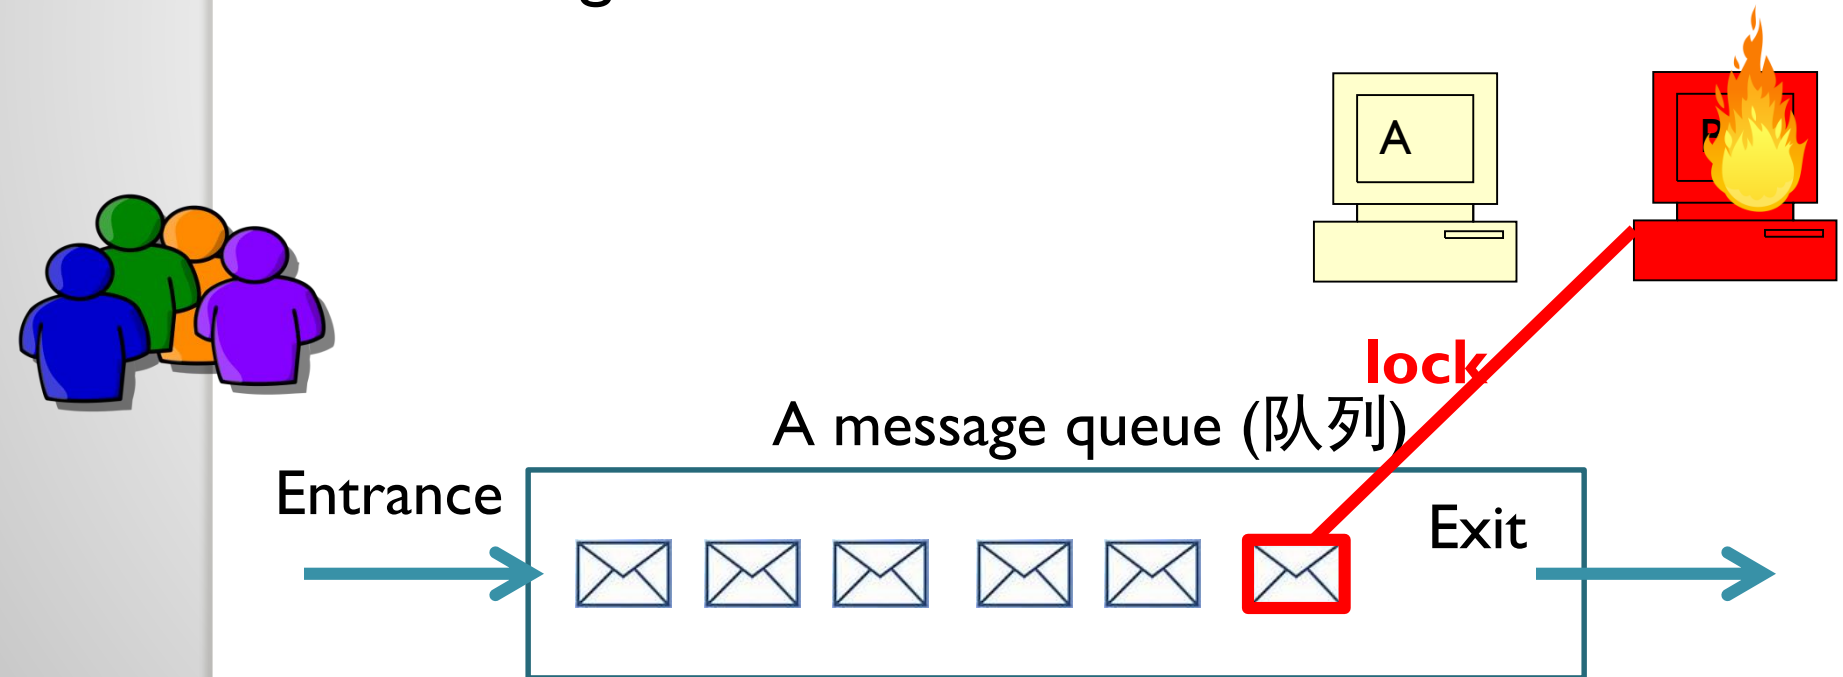 A
lock
A message queue (队列)
Entrance
Exit